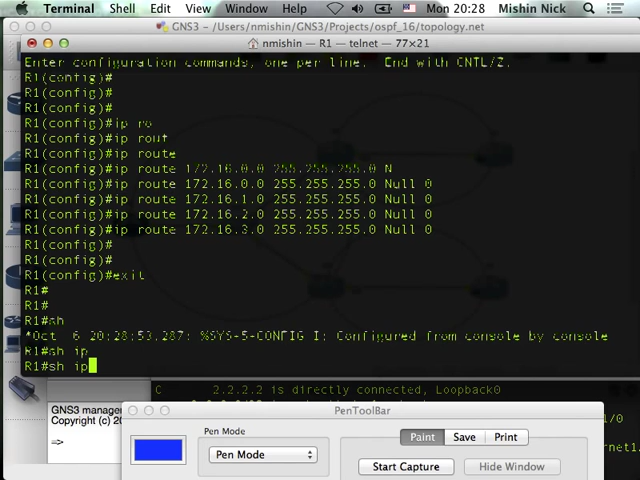 Terminal Shell Edit View Window Help Mon 20:28 Mishin Nick
GNS3 — /Users/nmishin/GNS3/Projects/ospf_16/topology.net
nmishin — R1 — telnet — 77×21
Enter configuration commands, one per line. End with CNTL/Z.
R1(config)#
R1(config)#
R1(config)#
R1(config)#ip ro
R1(config)#ip rout
R1(config)#ip route
R1(config)#ip route 172.16.0.0 255.255.255.0 N
R1(config)#ip route 172.16.0.0 255.255.255.0 Null 0
R1(config)#ip route 172.16.1.0 255.255.255.0 Null 0
R1(config)#ip route 172.16.2.0 255.255.255.0 Null 0
R1(config)#ip route 172.16.3.0 255.255.255.0 Null 0
R1(config)#
R1(config)#
R1(config)#exit
R1#
R1#
R1#sh
*Oct 6 20:28:53.287: %SYS-5-CONFIG_I: Configured from console by console
R1#sh ip
R1#sh ip
C 2.2.2.2 is directly connected, Loopback0
GNS3 manage
Copyright (c) 20
=>
PenToolBar
Pen Mode
Pen Mode
Paint Save Print
Start Capture Hide Window